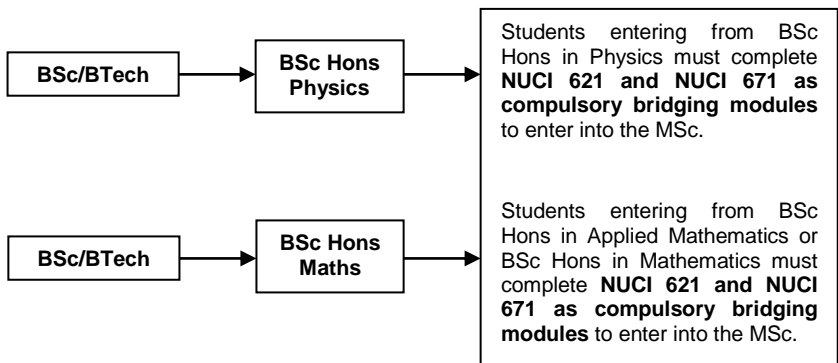 BSc/BTech
BSc Hons
Physics
Students entering from BSc
Hons in Physics must complete
NUCI 621 and NUCI 671 as
compulsory bridging modules
to enter into the MSc.
BSc/BTech
BSc Hons
Maths
Students entering from BSc
Hons in Applied Mathematics or
BSc Hons in Mathematics must
complete NUCI 621 and NUCI
671 as compulsory bridging
modules to enter into the MSc.